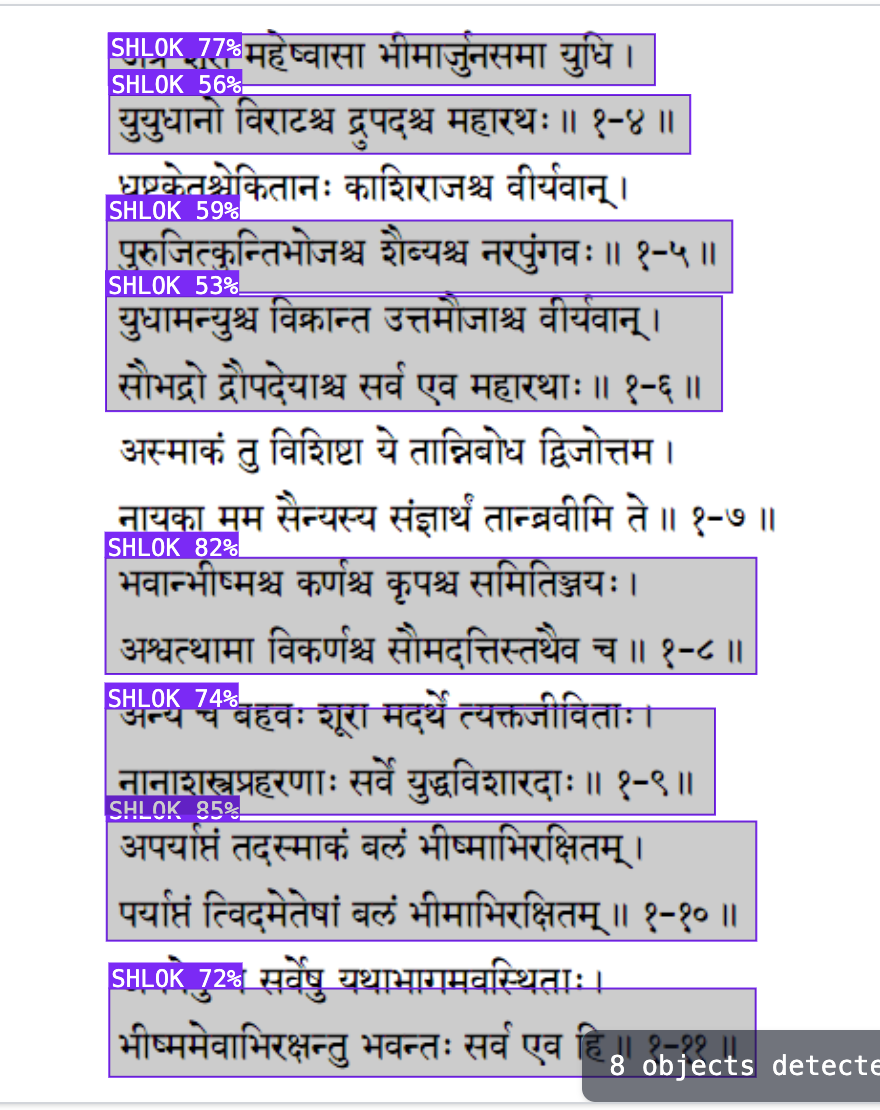 SHLOK 77%
महेष्वासा भीमार्जुनसमा युधि ।
SHLOK 56%
युयुधानो विराटश्च द्रुपदश्च महारथः ॥ १-४ ॥
धृष्टकेतुश्चेकितानः काशिराजश्च वीर्यवान् ।
SHLOK 59%
पुरुजित्कुन्तिभोजश्च शैब्यश्च नरपुंगवः ॥ १-५ ॥
SHLOK 53%
युधामन्युश्च विक्रान्त उत्तमौजाश्च वीर्यवान् ।
सौभद्रो द्रौपदेयाश्च सर्व एव महारथाः ॥ १-६ ॥
अस्माकं तु विशिष्टा ये तान्निबोध द्विजोत्तम ।
नायका मम सैन्यस्य संज्ञार्थं तान्ब्रवीमि ते ॥ १-७ ॥
SHLOK 82%
भवान्भीष्मश्च कर्णश्च कृपश्च समितिञ्जयः ।
अश्वत्थामा विकर्णश्च सौमदत्तिस्तथैव च ॥ १-८ ॥
SHLOK 74%
अन्ये च बहवः शूरा मदर्थे त्यक्तजीविताः ।
नानाशस्त्रप्रहरणाः सर्वे युद्धविशारदाः ॥ १-९ ॥
SHLOK 85%
अपर्याप्तं तदस्माकं बलं भीष्माभिरक्षितम् ।
पर्याप्तं त्विदमेतेषां बलं भीमाभिरक्षितम् ॥ १-१० ॥
SHLOK 72%
सर्वेषु यथाभागमवस्थिताः ।
भीष्ममेवाभिरक्षन्तु भवन्तः सर्व एव हि ॥ १-११ ॥
8 objects